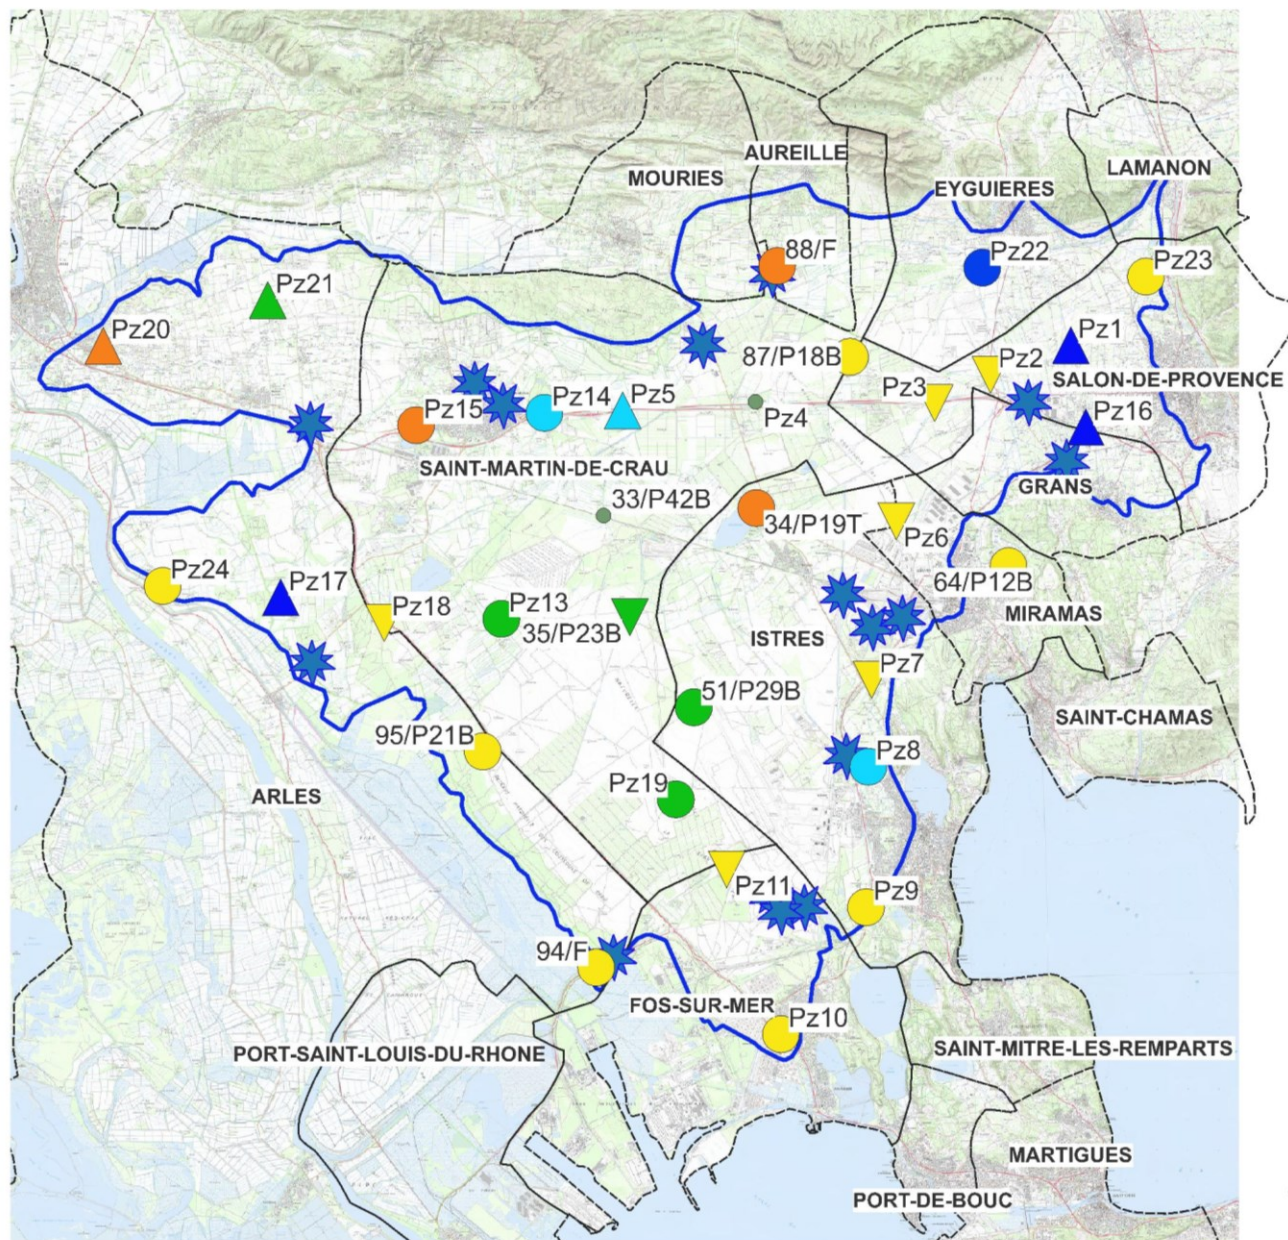 AUREILLE
MOURIES
LAMANON
EYGUIERES
88/F
Pz22
Pz23
Pz21
Pz20
Pz1
87/P18B
Pz2
SALON-DE-PROVENCE
Pz3
Pz14
Pz5
Pz15
Pz4
Pz16
SAINT-MARTIN-DE-CRAU
GRANS
33/P42B
34/P19T
Pz6
Pz24
64/P12B
Pz17
Pz18
Pz13
35/P23B
MIRAMAS
ISTRES
Pz7
51/P29B
SAINT-CHAMAS
95/P21B
Pz8
Pz19
ARLES
Pz11
Pz9
94/F
FOS-SUR-MER
Pz10
PORT-SAINT-LOUIS-DU-RHONE
SAINT-MITRE-LES-REMPARTS
MARTIGUES
PORT-DE-BOUC